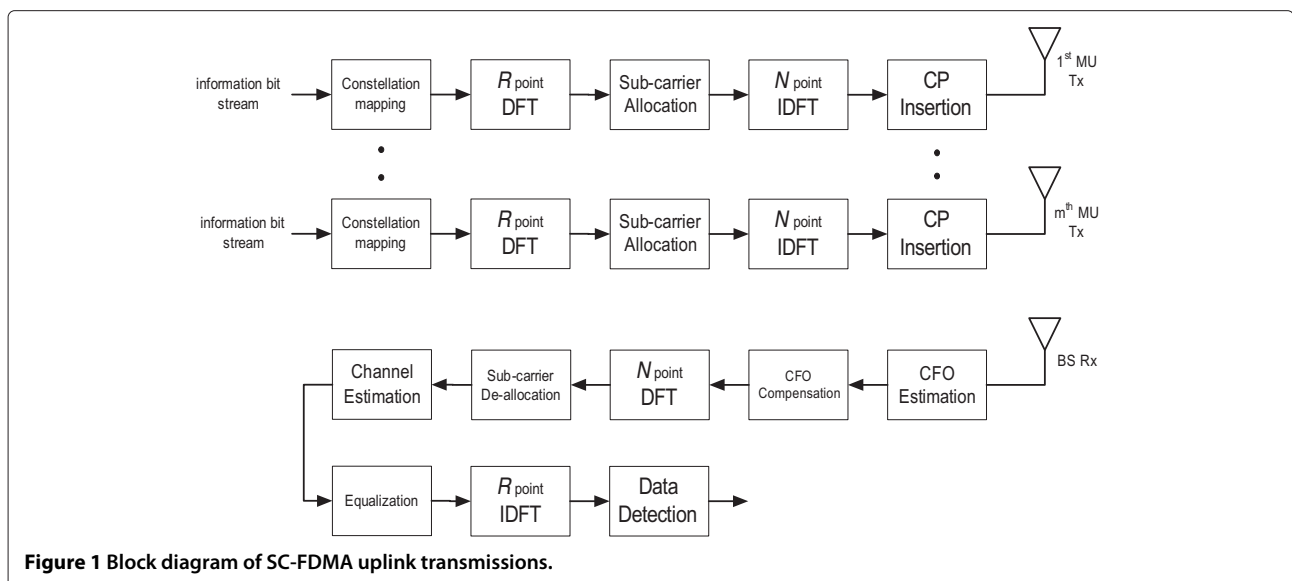 information bit
stream
Constellation
mapping
R point
DFT
Sub-carrier
Allocation
N point
IDFT
CP
Insertion
1st MU
Tx
information bit
stream
Constellation
mapping
R point
DFT
Sub-carrier
Allocation
N point
IDFT
CP
Insertion
mth MU
Tx
Channel
Estimation
Sub-carrier
De-allocation
N point
DFT
CFO
Compensation
CFO
Estimation
BS Rx
Equalization
R point
IDFT
Data
Detection
Figure 1 Block diagram of SC-FDMA uplink transmissions.